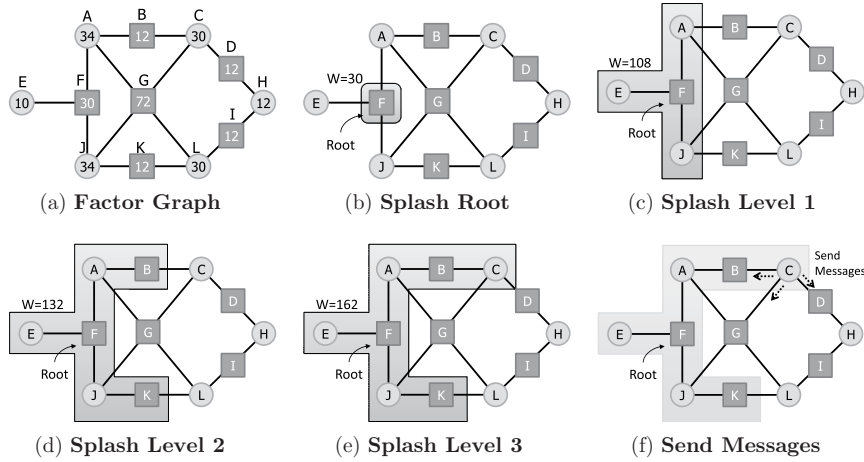 A B C
34 12 30 D
12
E F G H
10 30 72 12
I
12
J K L
34 12 30
(a) Factor Graph
A B C
D
W=30
E F G H
I
Root
J K L
(b) Splash Root
A B C
D
W=108
E F G H
I
Root
J K L
(c) Splash Level 1
A B C
D
W=132
E F G H
I
Root
J K L
(d) Splash Level 2
A B C
D
W=162
E F G H
I
Root
J K L
(e) Splash Level 3
Send
Messages
A B C
D
E F G H
I
Root
J K L
(f) Send Messages